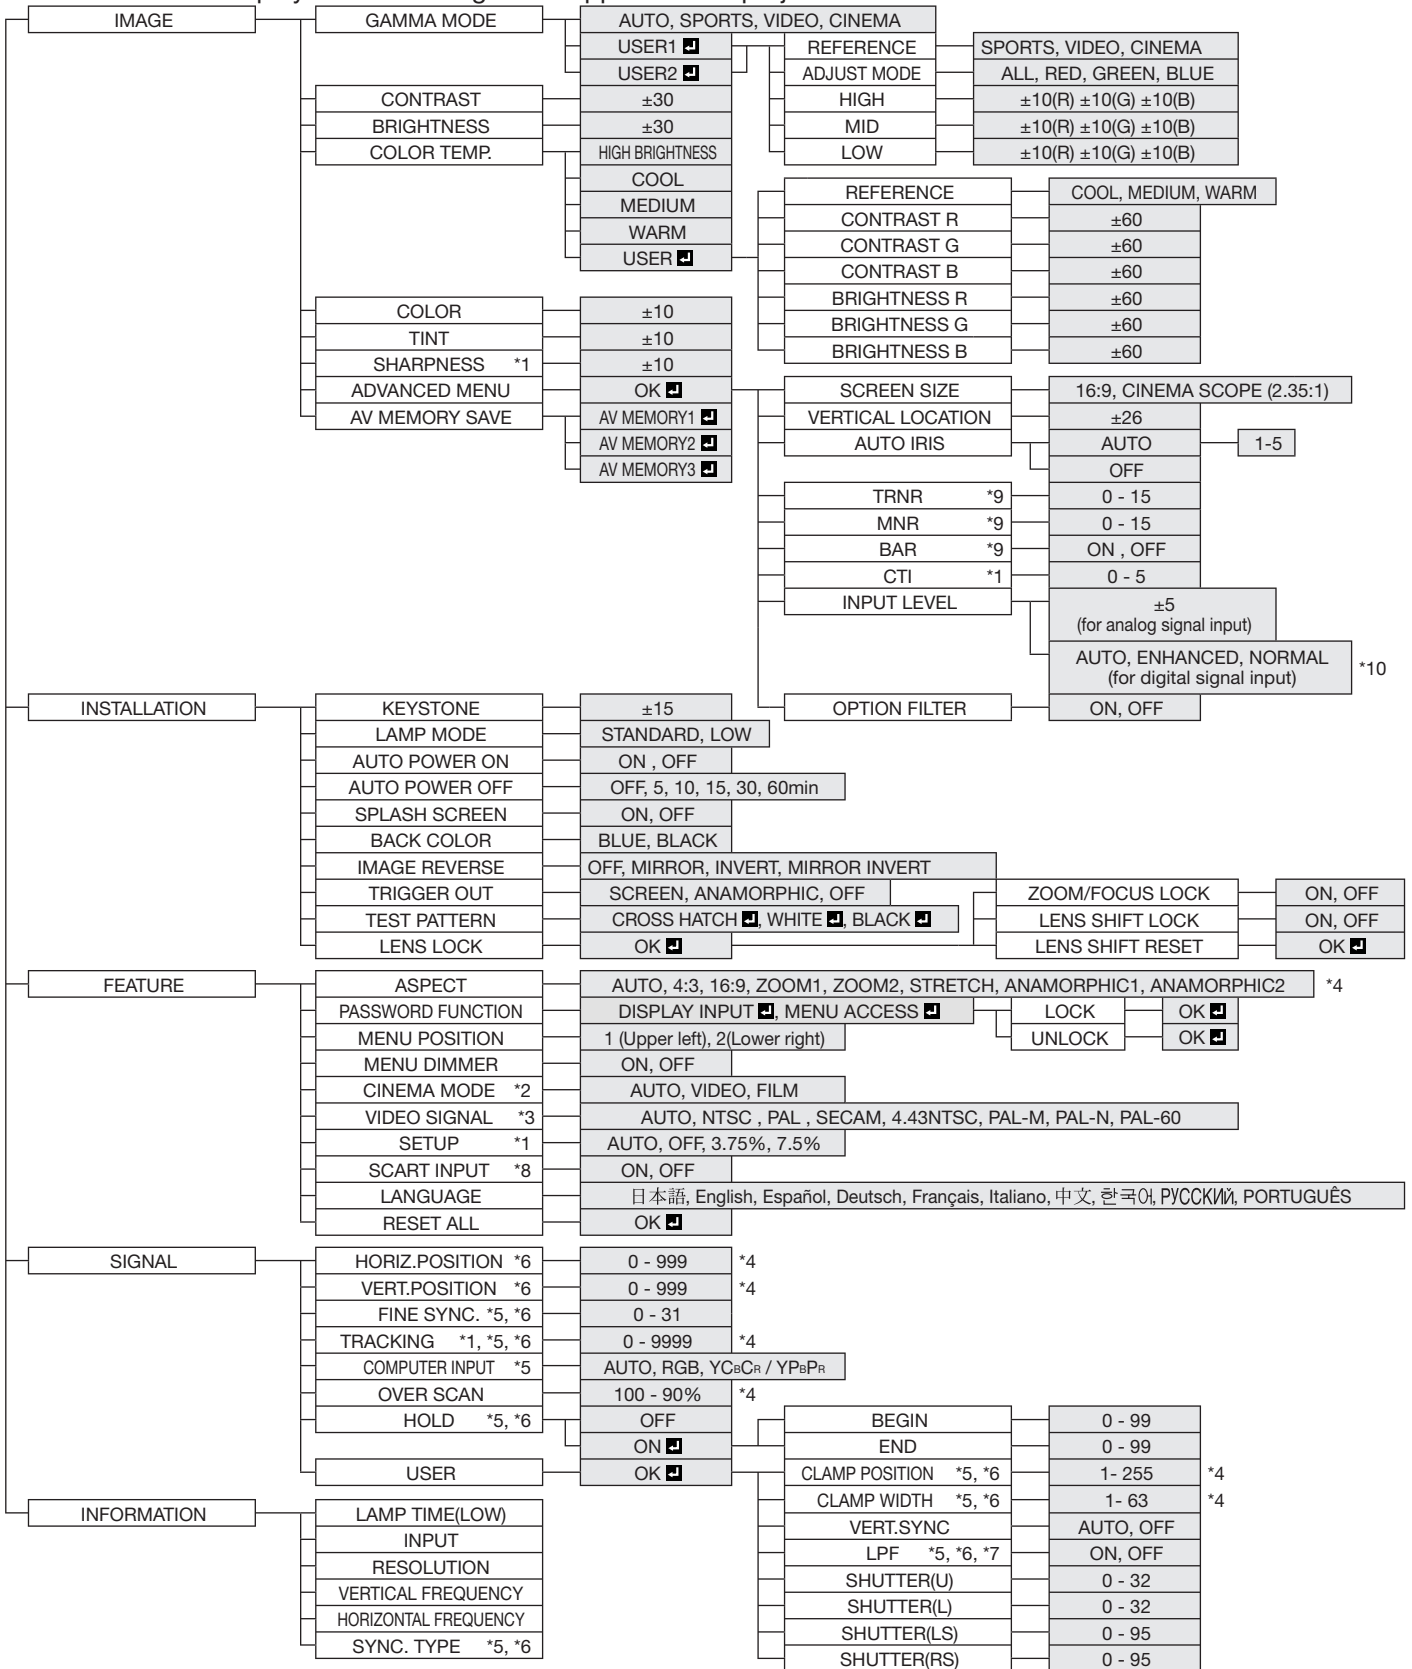 IMAGE GAMMA MODE AUTO, SPORTS, VIDEO, CINEMA
USER1 REFERENCE SPORTS, VIDEO, CINEMA
USER2 ADJUST MODE ALL, RED, GREEN, BLUE
CONTRAST ±30 HIGH ±10(R) ±10(G) ±10(B)
BRIGHTNESS ±30 MID ±10(R) ±10(G) ±10(B)
COLOR TEMP. HIGH BRIGHTNESS LOW ±10(R) ±10(G) ±10(B)
COOL REFERENCE COOL, MEDIUM, WARM
MEDIUM CONTRAST R ±60
WARM CONTRAST G ±60
USER CONTRAST B ±60
BRIGHTNESS R ±60
COLOR ±10 BRIGHTNESS G ±60
TINT ±10 BRIGHTNESS B ±60
SHARPNESS *1 ±10
ADVANCED MENU OK SCREEN SIZE 16:9, CINEMA SCOPE (2.35:1)
AV MEMORY SAVE AV MEMORY1 VERTICAL LOCATION ±26
AV MEMORY2 AUTO IRIS AUTO 1-5
AV MEMORY3 OFF
TRNR *9 0 - 15
MNR *9 0 - 15
BAR *9 ON , OFF
CTI *1 0 - 5
INPUT LEVEL ±5
(for analog signal input)
AUTO, ENHANCED, NORMAL *10
(for digital signal input)
INSTALLATION KEYSTONE ±15 OPTION FILTER ON, OFF
LAMP MODE STANDARD, LOW
AUTO POWER ON ON , OFF
AUTO POWER OFF OFF, 5, 10, 15, 30, 60min
SPLASH SCREEN ON, OFF
BACK COLOR BLUE, BLACK
IMAGE REVERSE OFF, MIRROR, INVERT, MIRROR INVERT
TRIGGER OUT SCREEN, ANAMORPHIC, OFF ZOOM/FOCUS LOCK ON, OFF
TEST PATTERN CROSS HATCH , WHITE , BLACK LENS SHIFT LOCK ON, OFF
LENS LOCK OK LENS SHIFT RESET OK
FEATURE ASPECT AUTO, 4:3, 16:9, ZOOM1, ZOOM2, STRETCH, ANAMORPHIC1, ANAMORPHIC2 *4
PASSWORD FUNCTION DISPLAY INPUT , MENU ACCESS LOCK OK
MENU POSITION 1 (Upper left), 2(Lower right) UNLOCK OK
MENU DIMMER ON, OFF
CINEMA MODE *2 AUTO, VIDEO, FILM
VIDEO SIGNAL *3 AUTO, NTSC , PAL , SECAM, 4.43NTSC, PAL-M, PAL-N, PAL-60
SETUP *1 AUTO, OFF, 3.75%, 7.5%
SCART INPUT *8 ON, OFF
LANGUAGE 日本語, English, Español, Deutsch, Français, Italiano, 中文, 한국어, РУССКИЙ, PORTUGUÊS
RESET ALL OK
SIGNAL HORIZ.POSITION *6 0 - 999 *4
VERT.POSITION *6 0 - 999 *4
FINE SYNC. *5, *6 0 - 31
TRACKING *1, *5, *6 0 - 9999 *4
COMPUTER INPUT *5 AUTO, RGB, YCBCR / YPBPR
OVER SCAN 100 - 90% *4
HOLD *5, *6 OFF BEGIN 0 - 99
ON END 0 - 99
USER OK CLAMP POSITION *5, *6 1- 255 *4
INFORMATION LAMP TIME(LOW) CLAMP WIDTH *5, *6 1- 63 *4
INPUT VERT.SYNC AUTO, OFF
RESOLUTION LPF *5, *6, *7 ON, OFF
VERTICAL FREQUENCY SHUTTER(U) 0 - 32
HORIZONTAL FREQUENCY SHUTTER(L) 0 - 32
SYNC. TYPE *5, *6 SHUTTER(LS) 0 - 95
SHUTTER(RS) 0 - 95